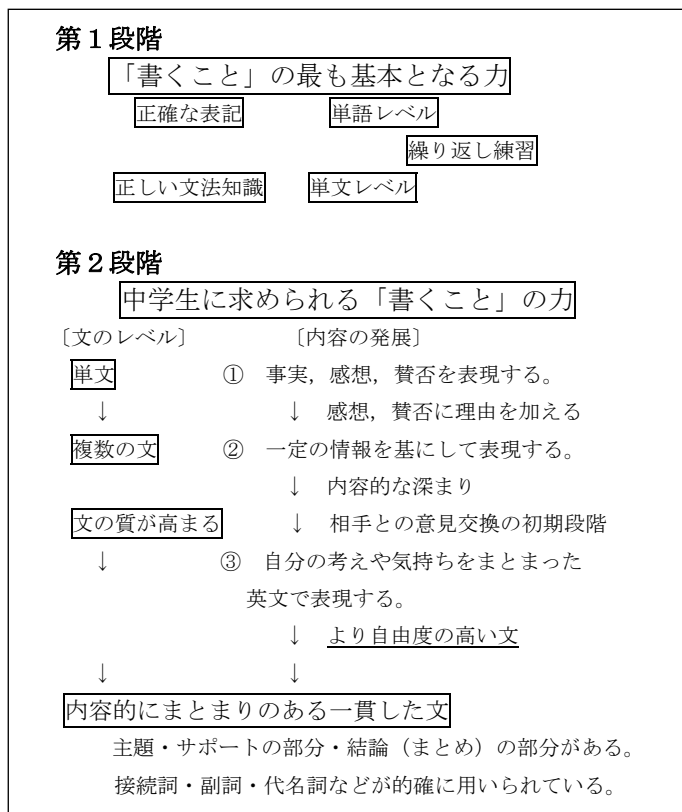 第1段階
「書くこと」の最も基本となる力
正確な表記 単語レベル
繰り返し練習
正しい文法知識 単文レベル
第2段階
中学生に求められる「書くこと」の力
〔文のレベル〕 〔内容の発展〕
単文 ① 事実，感想，賛否を表現する。
↓ ↓ 感想，賛否に理由を加える
複数の文 ② 一定の情報を基にして表現する。
↓ 内容的な深まり
文の質が高まる ↓ 相手との意見交換の初期段階
↓ ③ 自分の考えや気持ちをまとまった
英文で表現する。
↓ より自由度の高い文
↓ ↓
内容的にまとまりのある一貫した文
主題・サポートの部分・結論（まとめ）の部分がある。
接続詞・副詞・代名詞などが的確に用いられている。